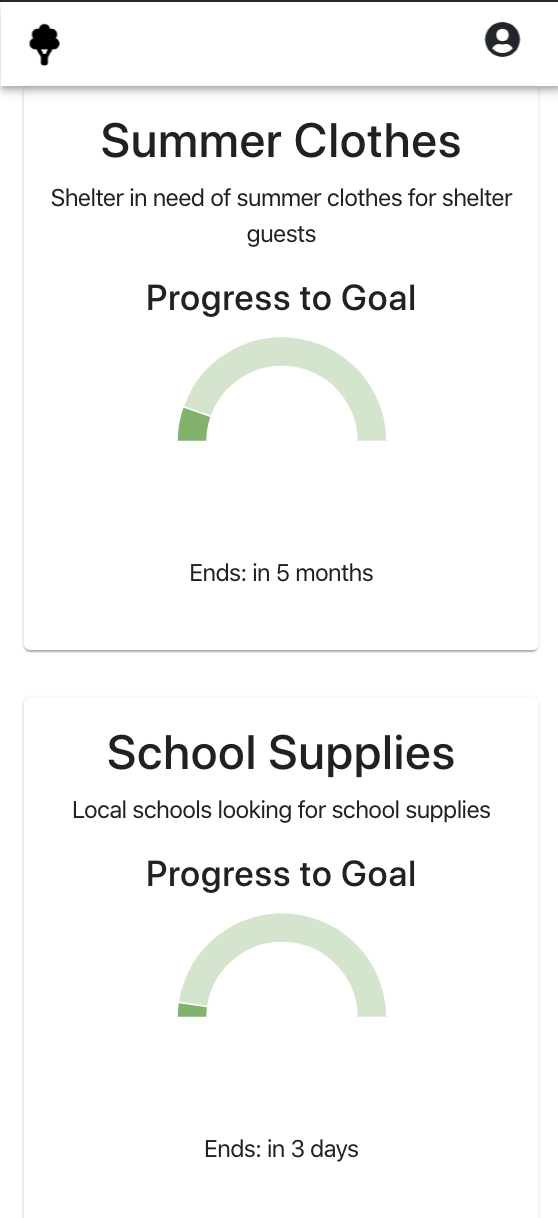 Summer Clothes
Shelter in need of summer clothes for shelter
guests
Progress to Goal
Ends: in 5 months
School Supplies
Local schools looking for school supplies
Progress to Goal
Ends: in 3 days